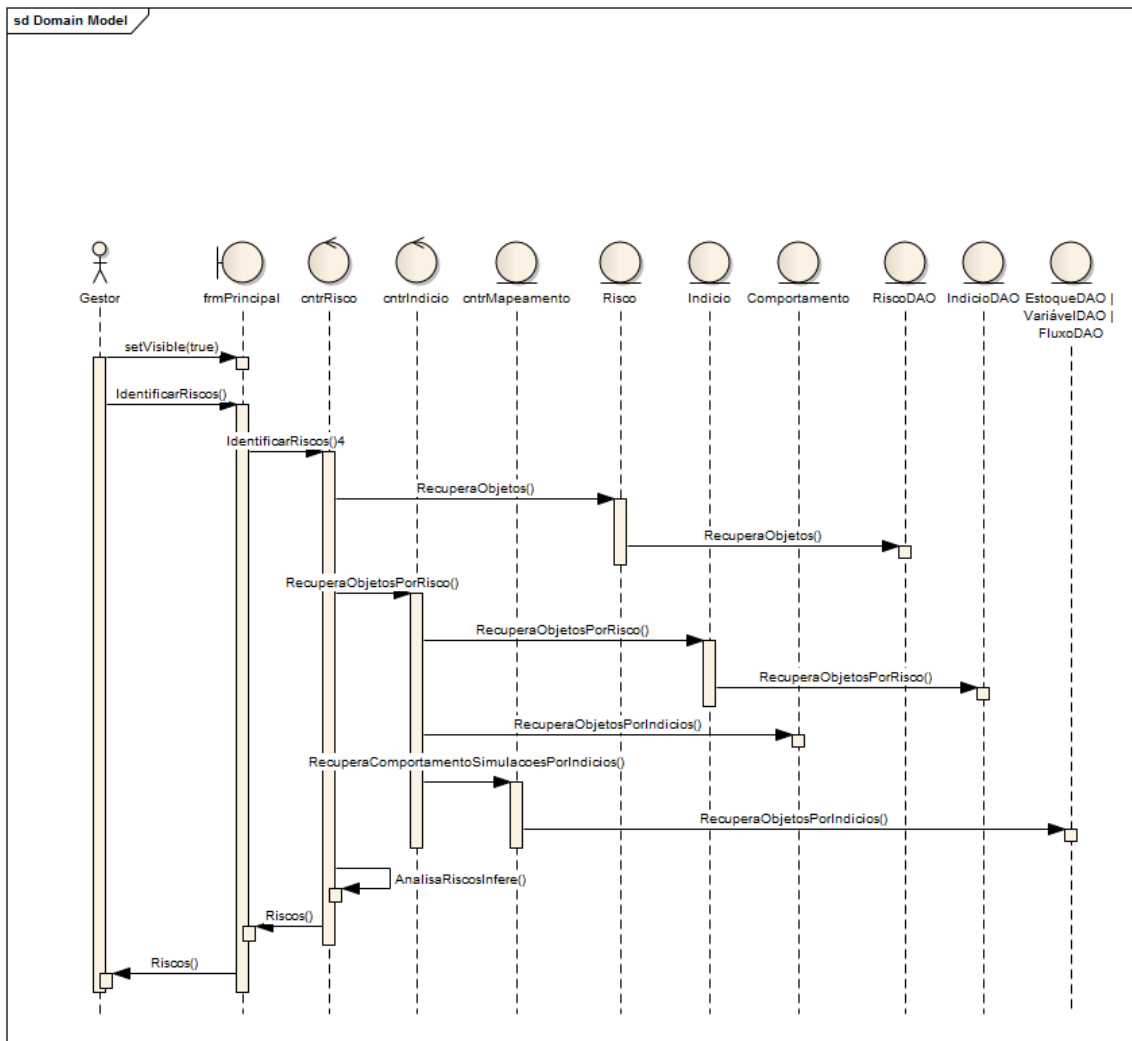 sd Domain Model
Gestor
frmPrincipal
cntrRisco
cntrIndicio
cntrMapeamento
Risco
Indicio
Comportamento
RiscoDAO
IndicioDAO
EstoqueDAO |
VariávelDAO |
FluxoDAO
setVisible(true)
IdentificarRiscos()
IdentificarRiscos()4
RecuperaObjetos()
RecuperaObjetos()
RecuperaObjetosPorRisco()
RecuperaObjetosPorRisco()
RecuperaObjetosPorRisco()
RecuperaObjetosPorIndicios()
RecuperaComportamentoSimulacoesPorIndicios()
RecuperaObjetosPorIndicios()
AnalisaRiscosInfere()
Riscos()
Riscos()